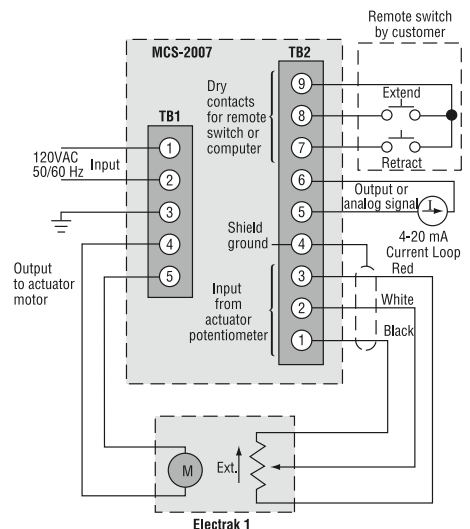 Remote switch
by customer
MCS-2007
TB2
Dry
contacts
for remote
switch or
computer
9
8
7
6
5
4
3
2
1
Extend
Retract
TB1
1
2
3
4
5
120VAC
50/60 Hz
Input
Output or
analog signal
I
4-20 mA
Current Loop
Shield
ground
Red
White
Black
Output
to actuator
motor
Input
from
actuator
potentiometer
M
Ext.
Electrak 1